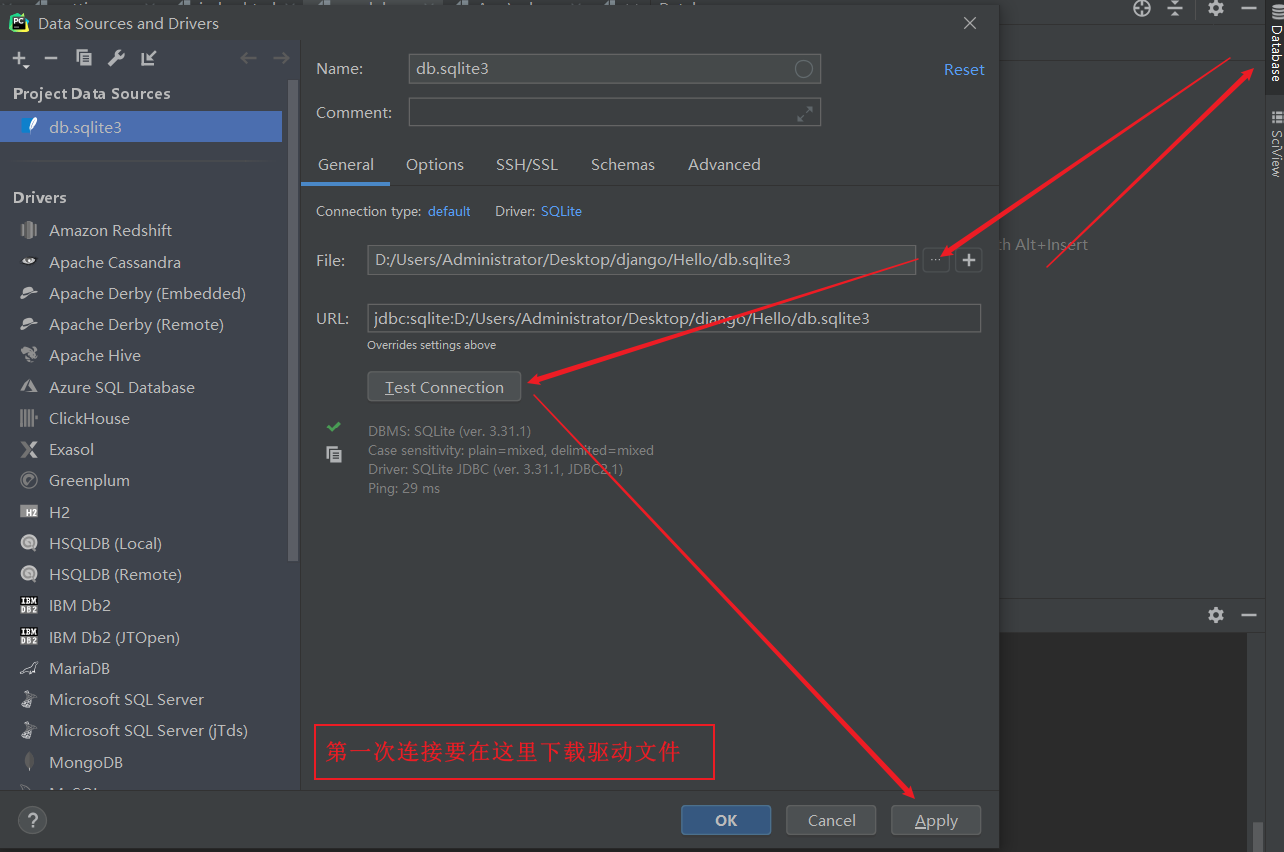 Data Sources and Drivers
Name:
db.sqlite3
Reset
Comment:
Project Data Sources
db.sqlite3
General
Options
SSH/SSL
Schemas
Advanced
Drivers
Connection type: default
Driver: SQLite
Amazon Redshift
Apache Cassandra
Apache Derby (Embedded)
Apache Derby (Remote)
Apache Hive
Azure SQL Database
ClickHouse
Exasol
Greenplum
H2
HSQLDB (Local)
HSQLDB (Remote)
IBM Db2
IBM Db2 (JTOpen)
MariaDB
Microsoft SQL Server
Microsoft SQL Server (jTds)
MongoDB
File:
D:/Users/Administrator/Desktop/django/Hello/db.sqlite3
URL:
jdbc:sqlite:D:/Users/Administrator/Desktop/django/Hello/db.sqlite3
Overrides settings above
Test Connection
DBMS: SQLite (ver. 3.31.1)
Case sensitivity: plain=mixed, delimited=mixed
Driver: SQLite JDBC (ver. 3.31.1, JDBC2.1)
Ping: 29 ms
第一次连接要在这里下载驱动文件
OK
Cancel
Apply
Alt+Insert
Database
SciView